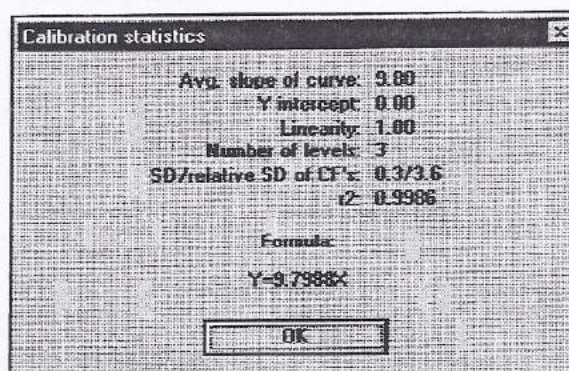 Calibration statistics
Avg. slope of curve: 9.80
Y intercept: 0.00
Linearity: 1.00
Number of levels: 3
SD/relative SD of CF's: 0.3/3.6
r2: 0.9986
Formula:
Y=9.7988X
OK